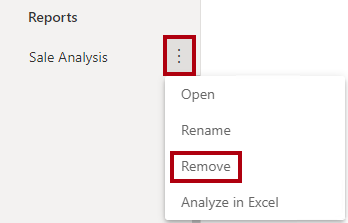 Reports
Sale Analysis
Open
Rename
Remove
Analyze in Excel